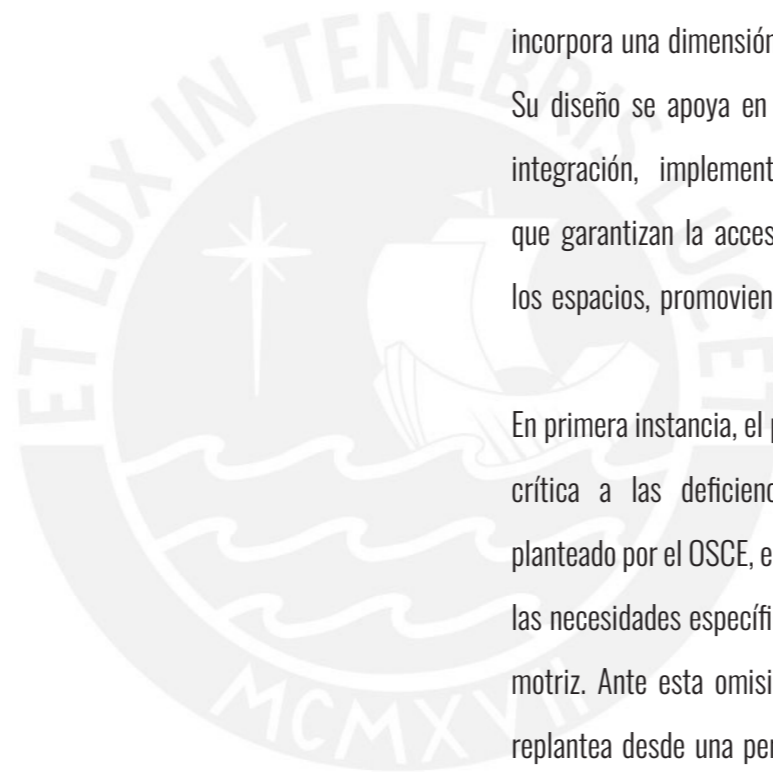 ET LUX IN TENEBRIS LUCET
MCMXVII
incorpora una dimensión
Su diseño se apoya en
integración, implement
que garantizan la acces
los espacios, promovien
En primera instancia, el p
crítica a las deficienc
planteado por el OSCE, e
las necesidades específi
motriz. Ante esta omisi
replantea desde una per